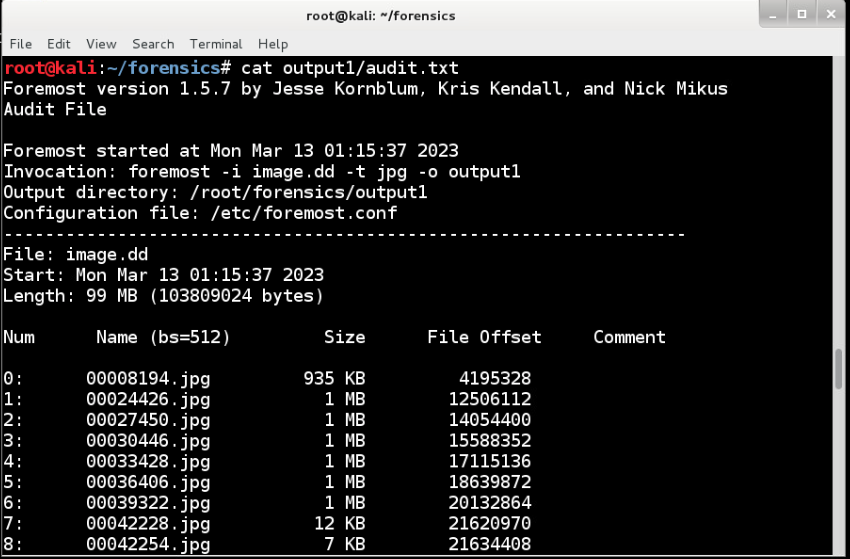 root@kali: ~/forensics
File Edit View Search Terminal Help
root@kali:~/forensics# cat output1/audit.txt
Foremost version 1.5.7 by Jesse Kornblum, Kris Kendall, and Nick Mikus
Audit File
Foremost started at Mon Mar 13 01:15:37 2023
Invocation: foremost -i image.dd -t jpg -o output1
Output directory: /root/forensics/output1
Configuration file: /etc/foremost.conf
------------------------------------------------------------------
File: image.dd
Start: Mon Mar 13 01:15:37 2023
Length: 99 MB (103809024 bytes)
Num Name (bs=512) Size File Offset Comment
0: 00008194.jpg 935 KB 4195328
1: 00024426.jpg 1 MB 12506112
2: 00027450.jpg 1 MB 14054400
3: 00030446.jpg 1 MB 15588352
4: 00033428.jpg 1 MB 17115136
5: 00036406.jpg 1 MB 18639872
6: 00039322.jpg 1 MB 20132864
7: 00042228.jpg 12 KB 21620970
8: 00042254.jpg 7 KB 21634408